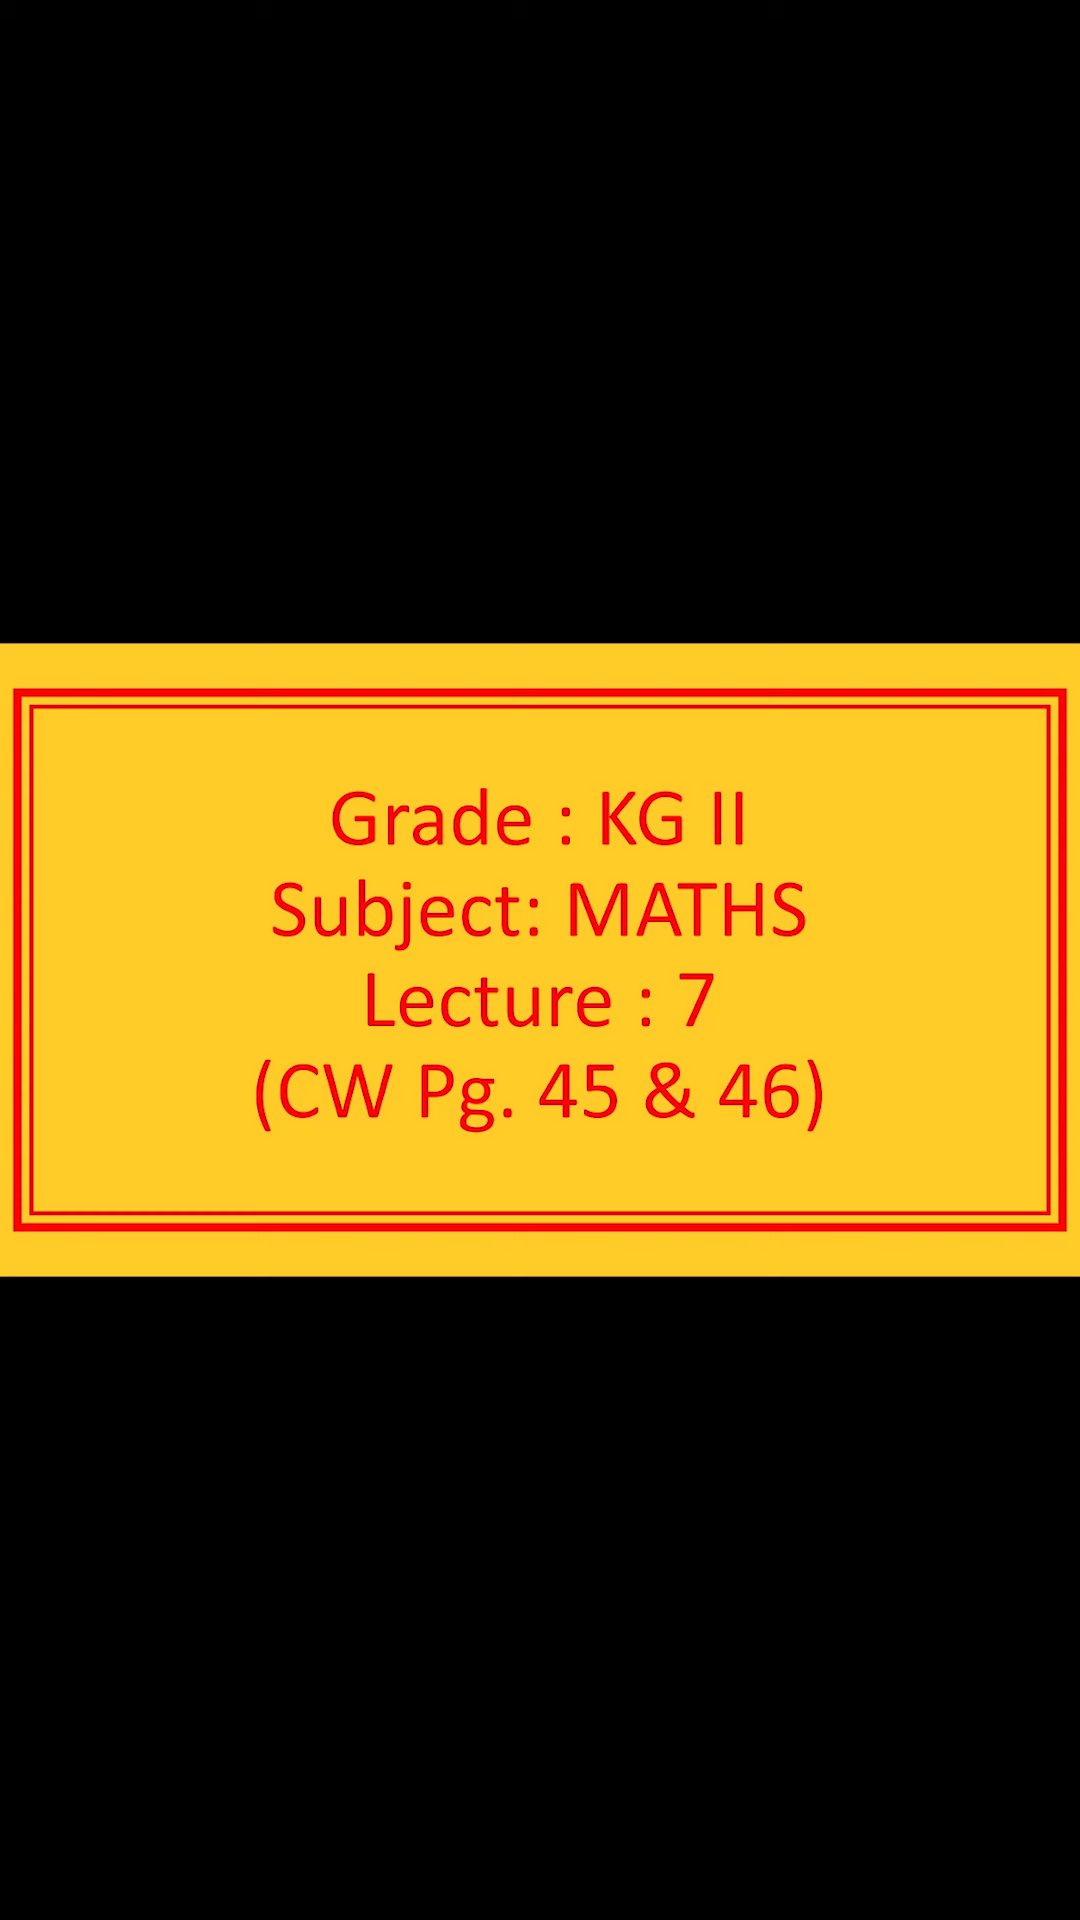 Grade : KG II
Subject: MATHS
Lecture : 7
(CW Pg. 45 & 46)